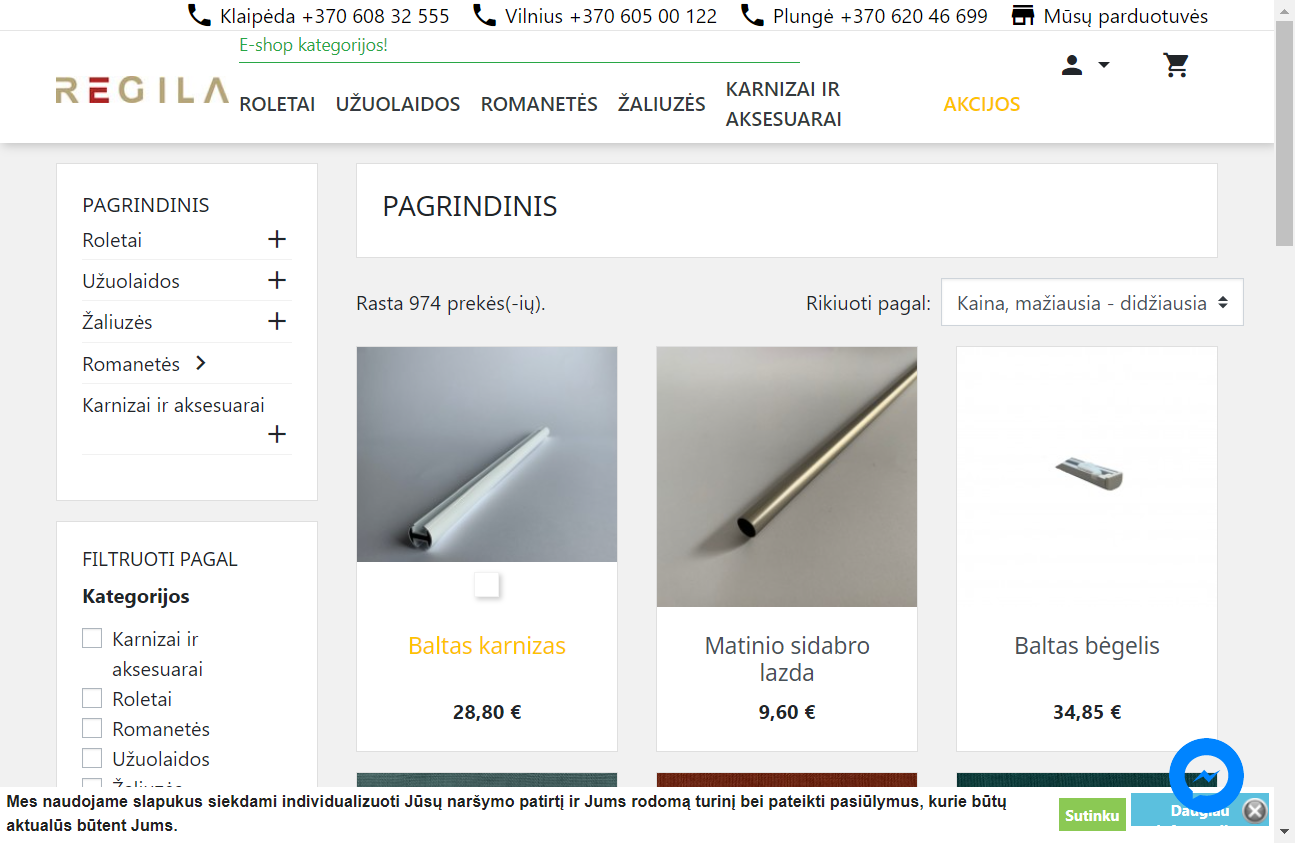 Klaipėda +370 608 32 555
Vilnius +370 605 00 122
Plungė +370 620 46 699
Mūsų parduotuvės
E-shop kategorijos!
REGILA
ROLETAI
UŽUOLAIDOS
ROMANETĖS
ŽALIUZĖS
KARNIZAI IR
AKSESUARAI
AKCIJOS
PAGRINDINIS
Roletai
Užuolaidos
Žaliuzės
Romanetės
Karnizai ir aksesuarai
FILTRUOTI PAGAL
Kategorijos
Karnizai ir
aksesuarai
Roletai
Romanetės
Užuolaidos
Žaliuzės
PAGRINDINIS
Rasta 974 prekės(-ių).
Rikiuoti pagal:
Kaina, mažiausia - didžiausia
Baltas karnizas
28,80 €
Matinio sidabro
lazda
9,60 €
Baltas bėgelis
34,85 €
Mes naudojame slapukus siekdami individualizuoti Jūsų naršymo patirtį ir Jums rodomą turinį bei pateikti pasiūlymus, kurie būtų
aktualūs būtent Jums.
Sutinku
Daugiau